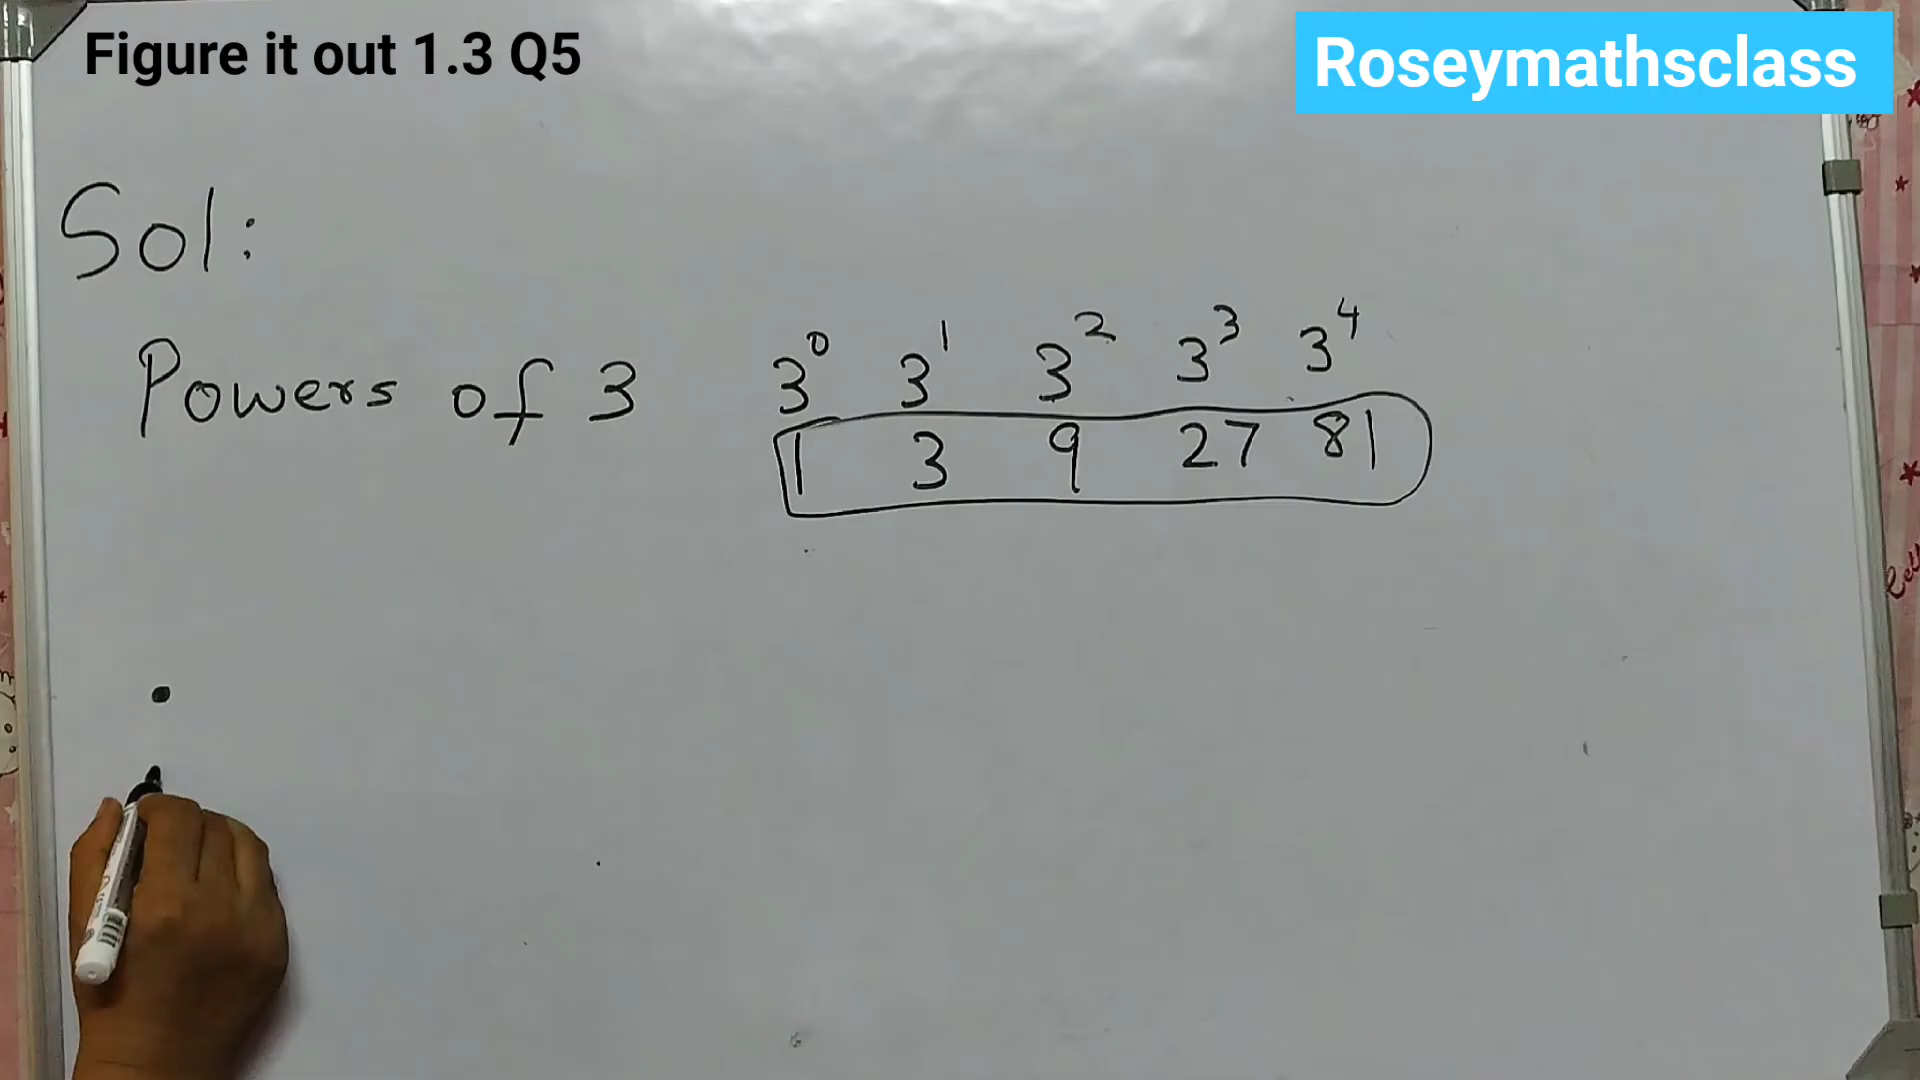 Figure it out 1.3 Q5
Roseymathsclass
Sol:
Powers of 3 3⁰ 3¹ 3² 3³ 3⁴
1 3 9 27 81